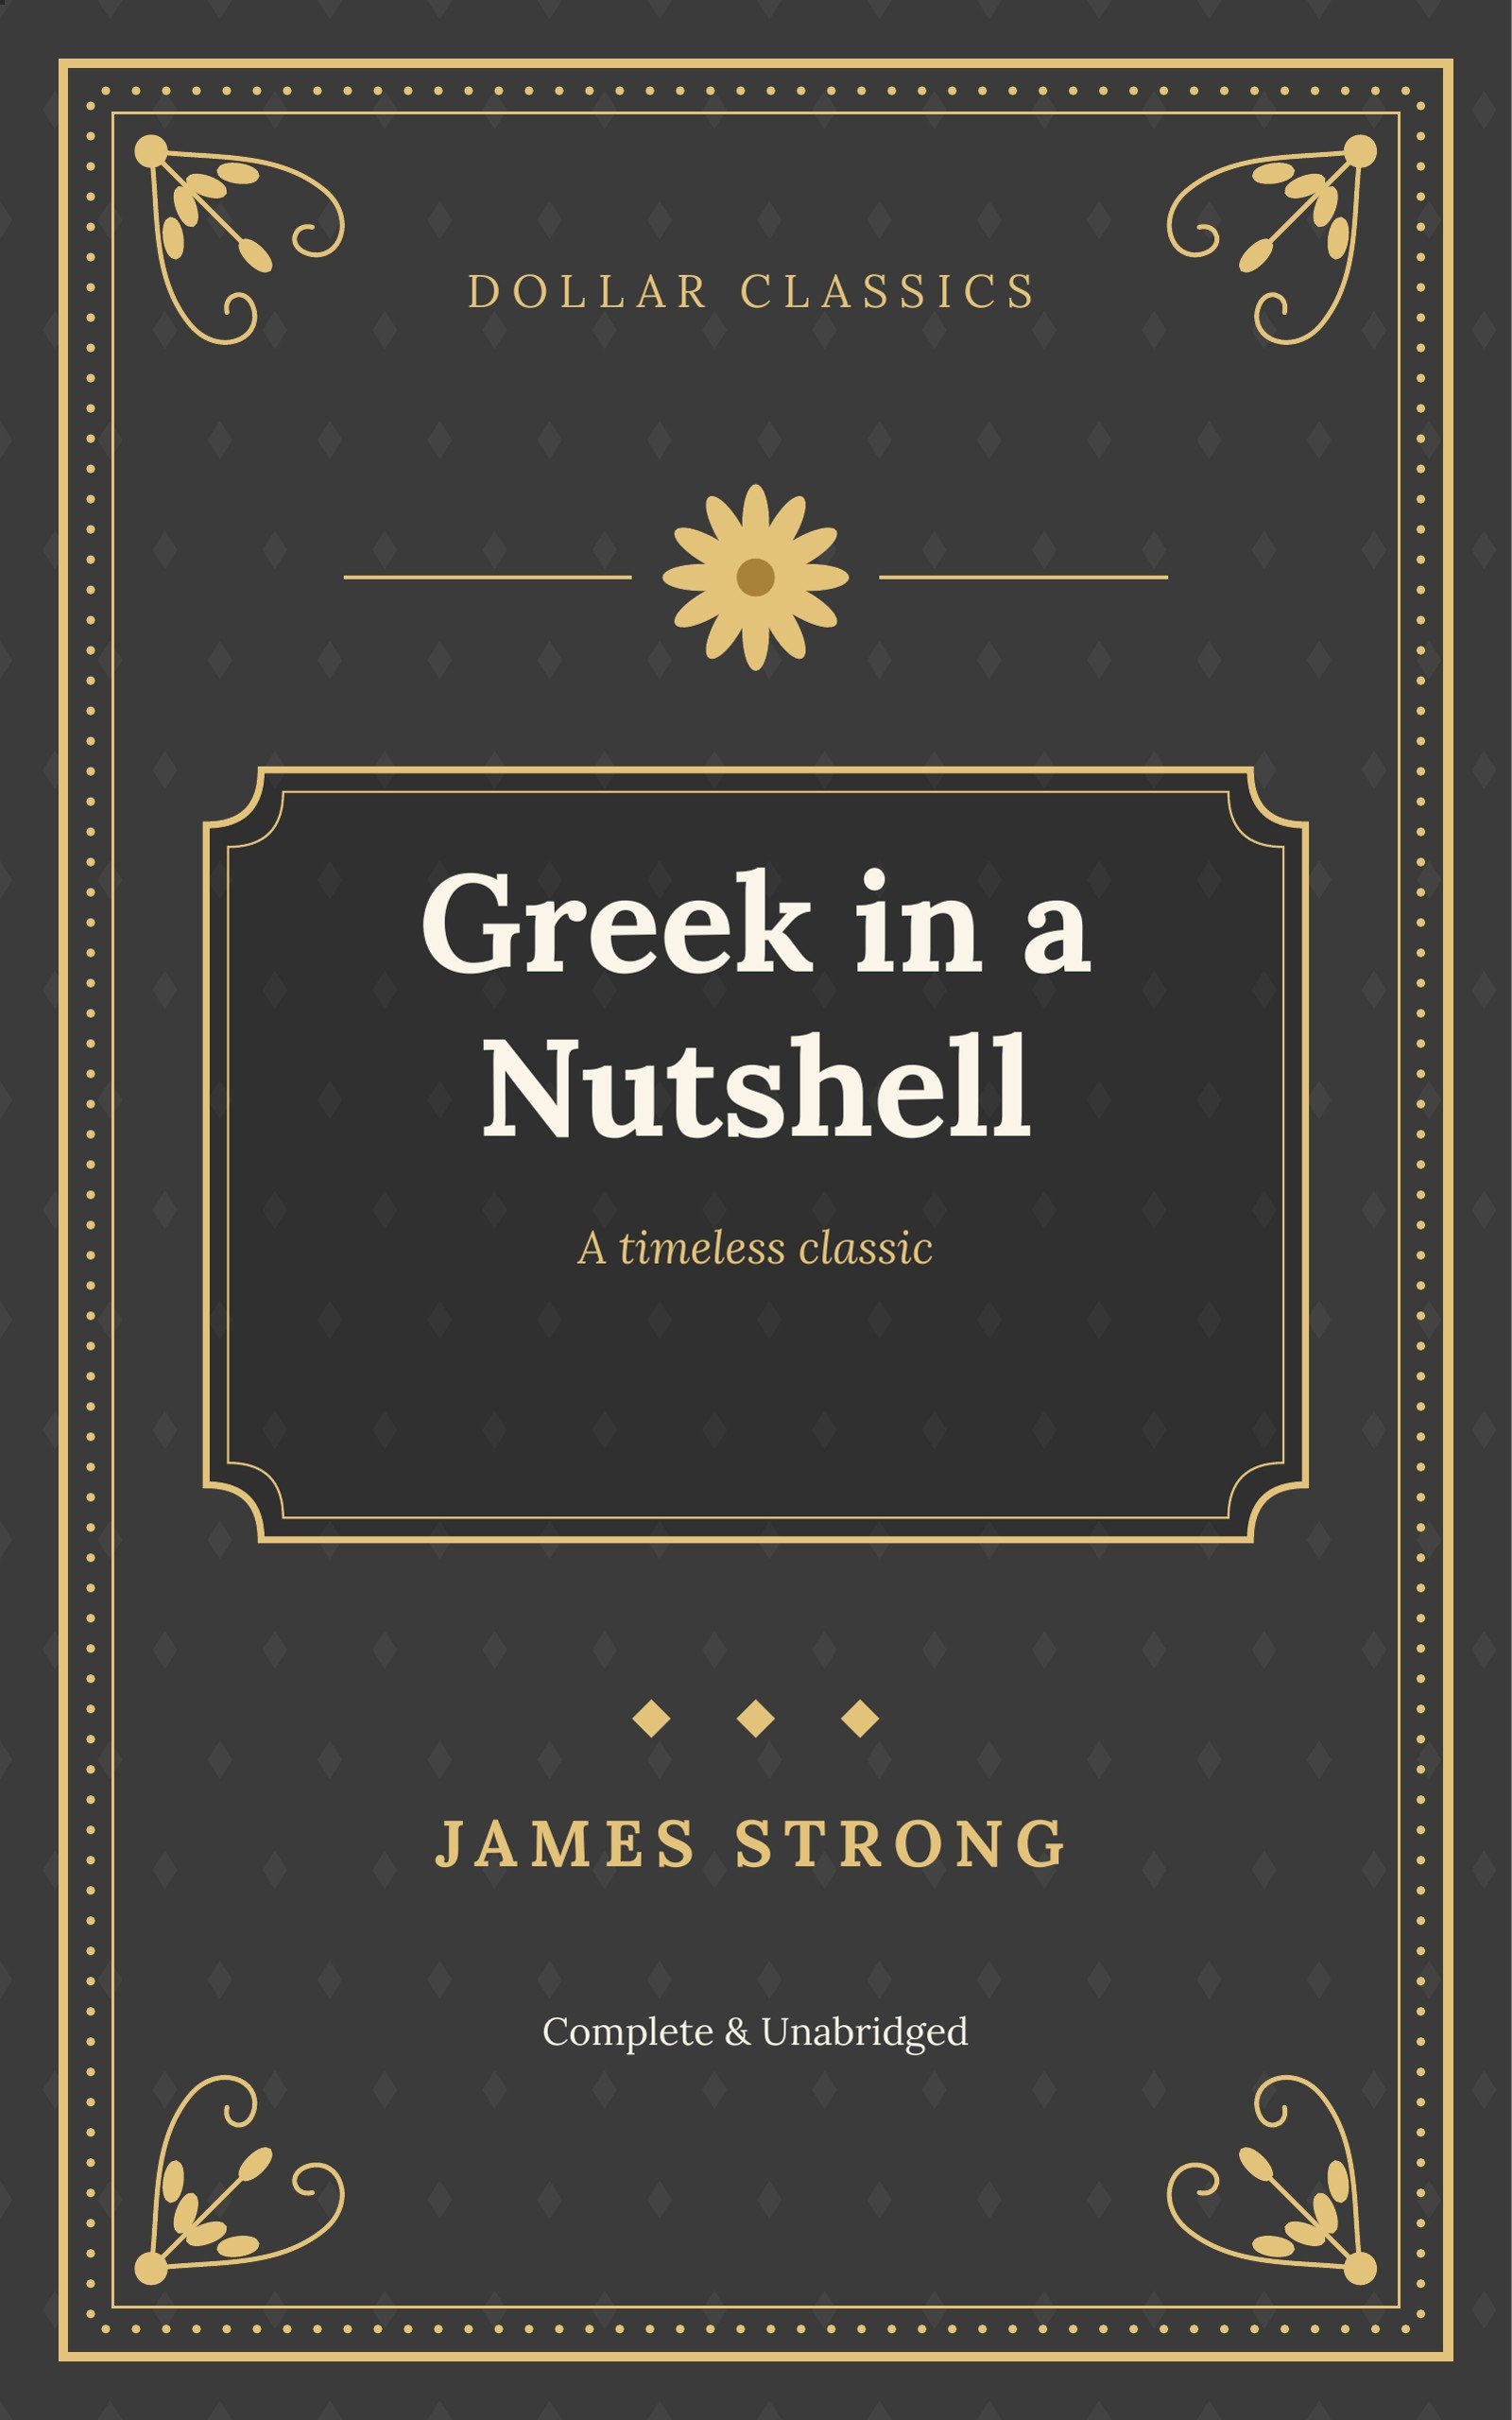 DOLLAR CLASSICS
Greek in a
Nutshell
A timeless classic
JAMES STRONG
Complete & Unabridged